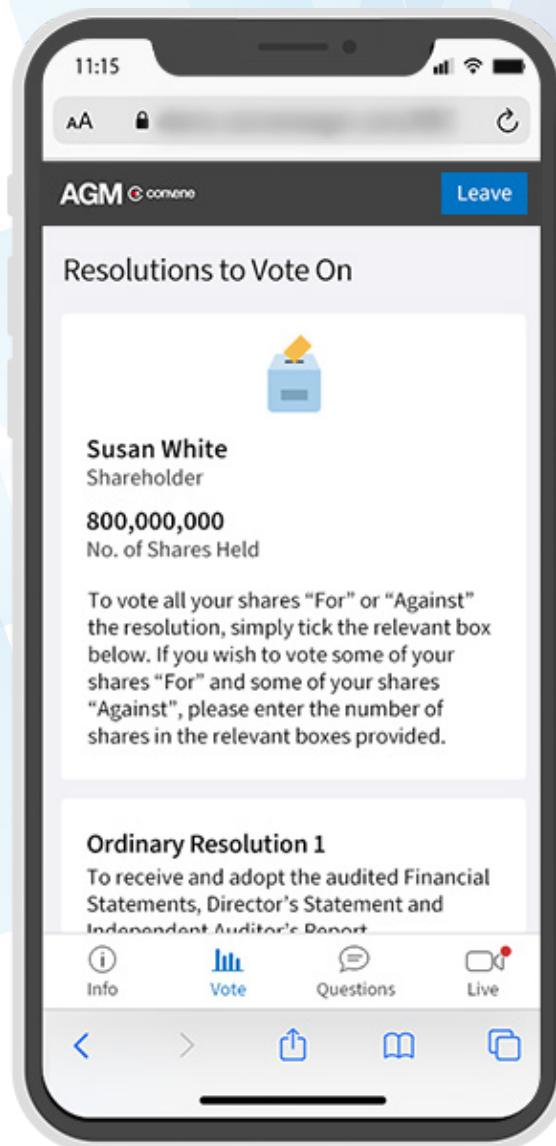 11:15
AA
AGM convene
Leave
Resolutions to Vote On
Susan White
Shareholder
800,000,000
No. of Shares Held
To vote all your shares “For” or “Against”
the resolution, simply tick the relevant box
below. If you wish to vote some of your
shares “For” and some of your shares
“Against”, please enter the number of
shares in the relevant boxes provided.
Ordinary Resolution 1
To receive and adopt the audited Financial
Statements, Director’s Statement and
Independent Auditor’s Report
Info
Vote
Questions
Live